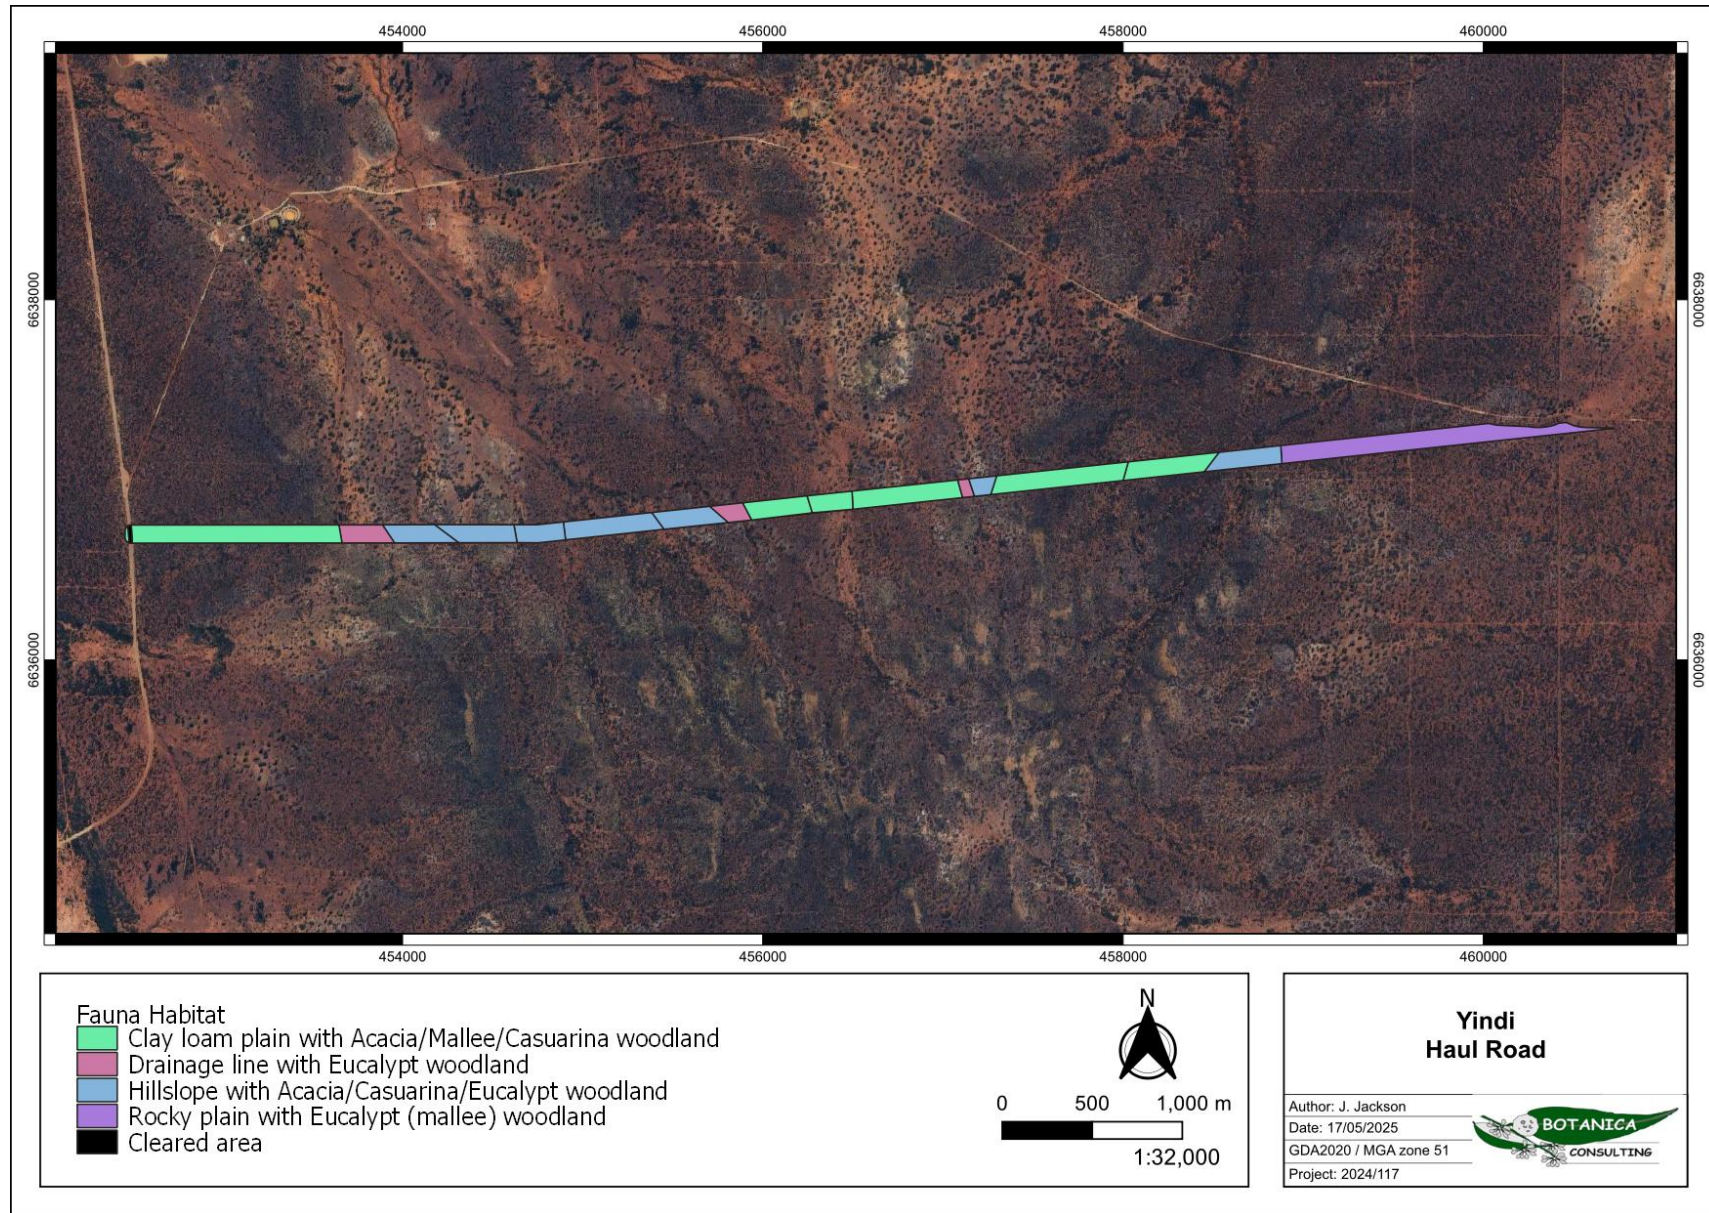 454000 456000 458000 460000
6638000 6638000
6636000 6636000
454000 456000 458000 460000
Fauna Habitat
Clay loam plain with Acacia/Mallee/Casuarina woodland
Drainage line with Eucalypt woodland
Hillslope with Acacia/Casuarina/Eucalypt woodland
Rocky plain with Eucalypt (mallee) woodland
Cleared area
N
0 500 1,000 m
1:32,000
Yindi
Haul Road
Author: J. Jackson
Date: 17/05/2025
GDA2020 / MGA zone 51
Project: 2024/117
BOTANICA
CONSULTING